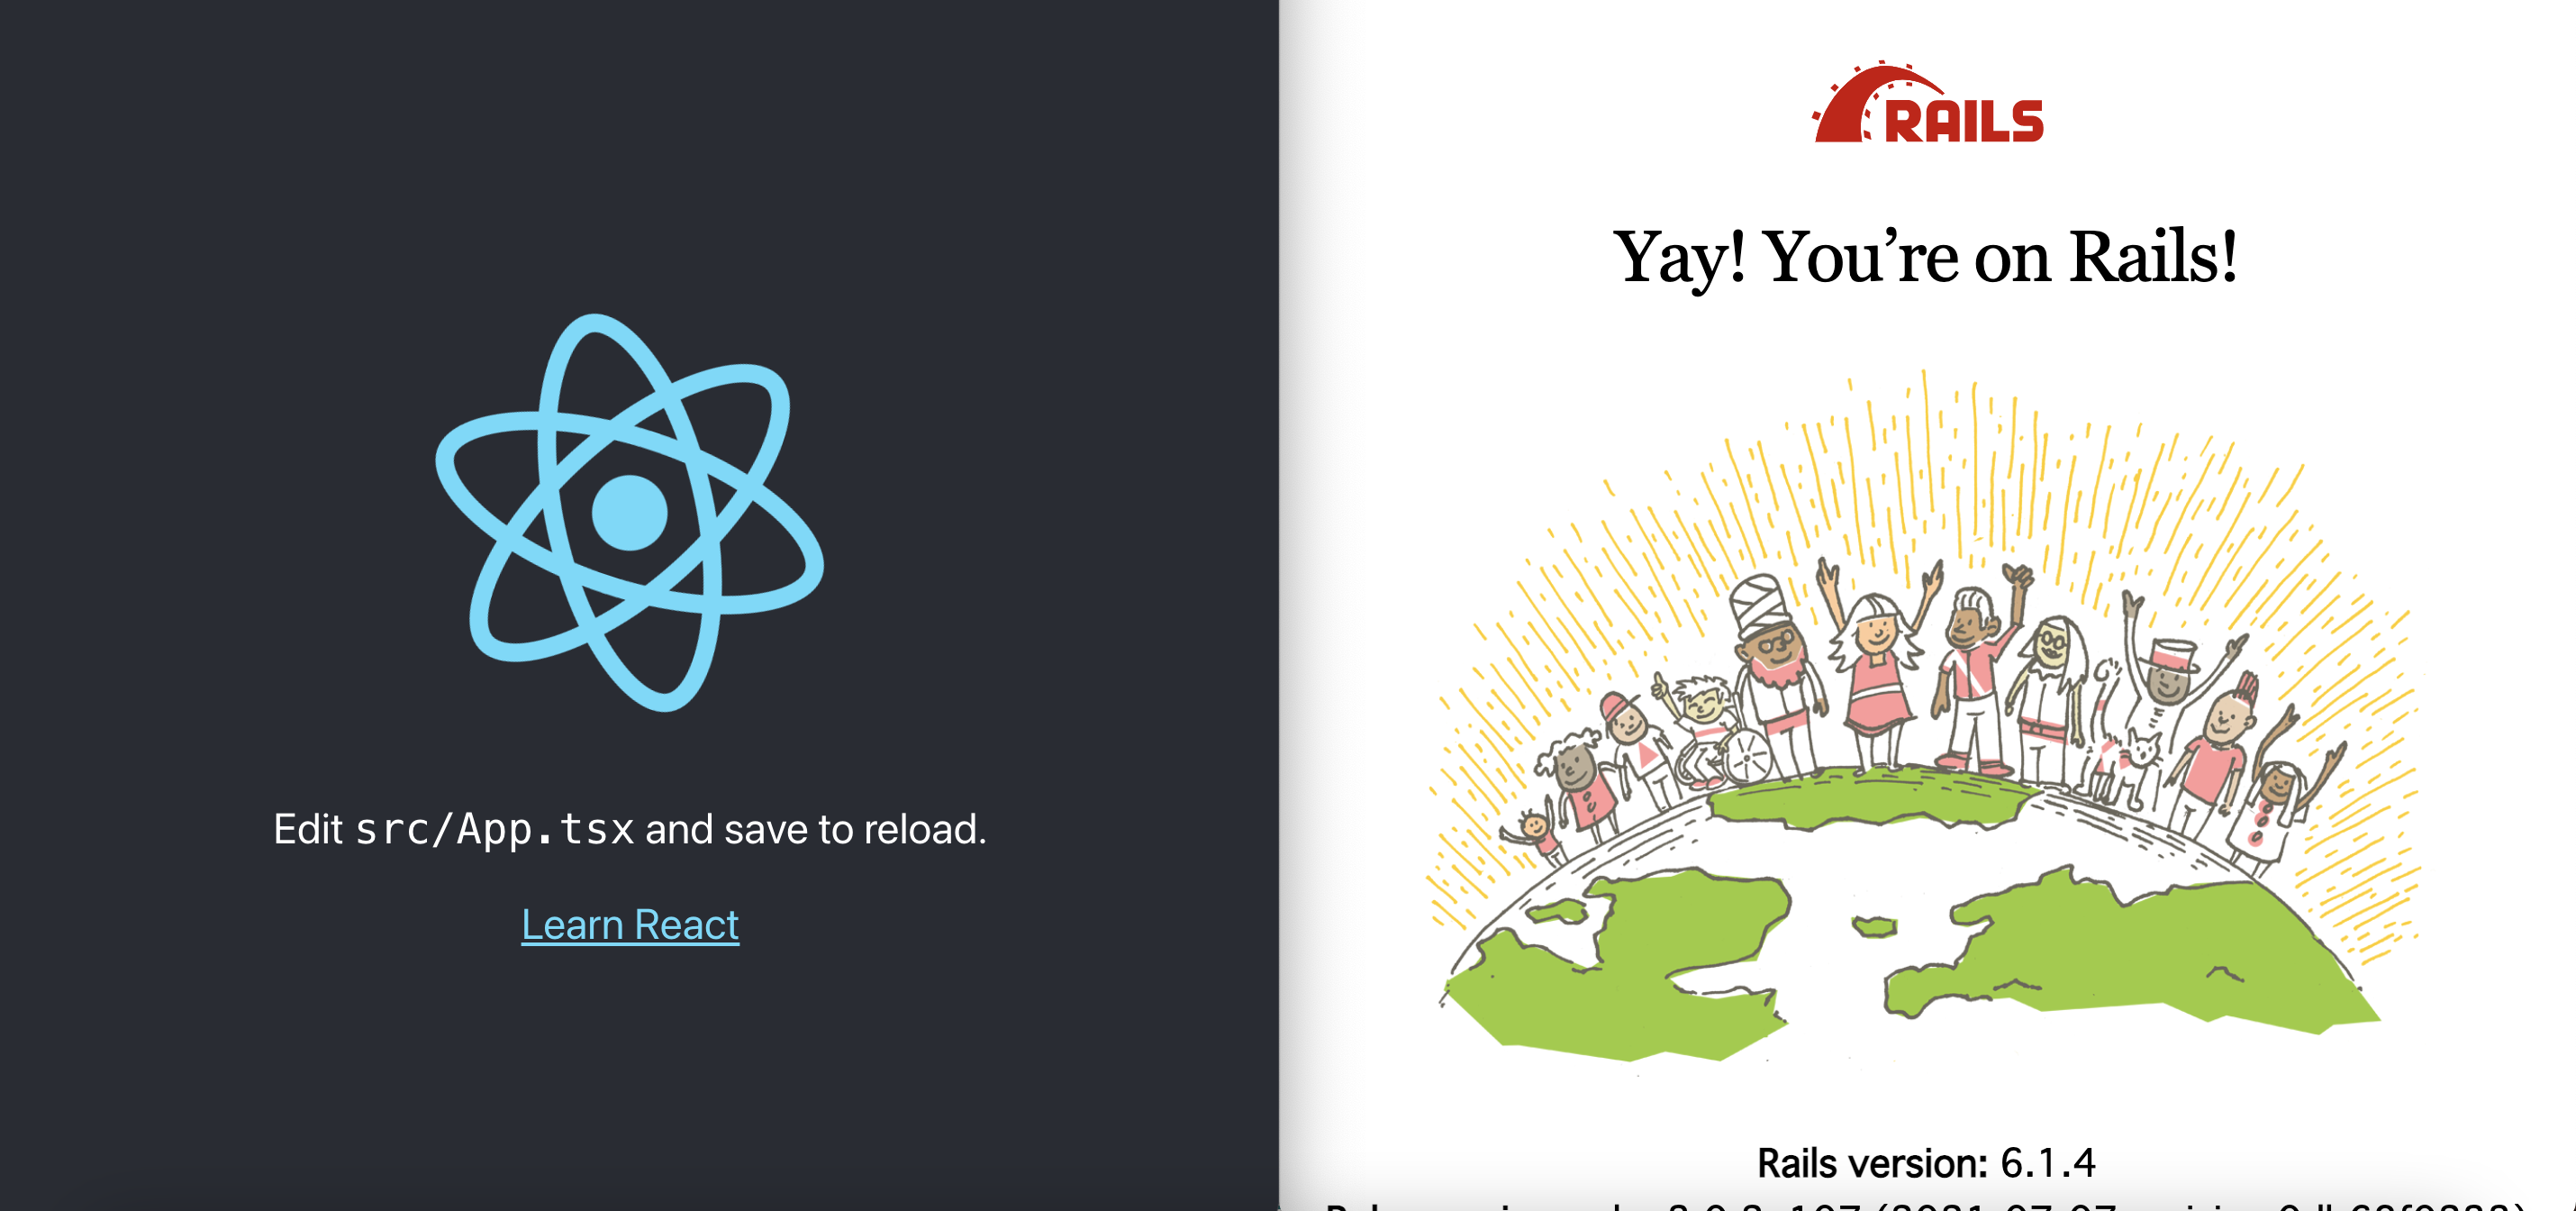 Edit src/App.tsx and save to reload.
Learn React
RAILS
Yay! You’re on Rails!
Rails version: 6.1.4